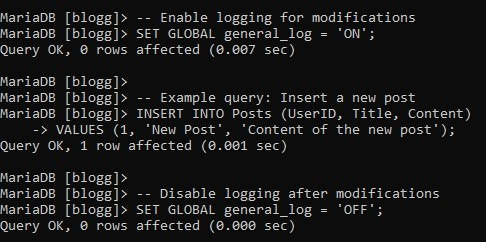 MariaDB [blogg]> -- Enable logging for modifications
MariaDB [blogg]> SET GLOBAL general_log = 'ON';
Query OK, 0 rows affected (0.007 sec)

MariaDB [blogg]>
MariaDB [blogg]> -- Example query: Insert a new post
MariaDB [blogg]> INSERT INTO Posts (UserID, Title, Content)
    -> VALUES (1, 'New Post', 'Content of the new post');
Query OK, 1 row affected (0.001 sec)

MariaDB [blogg]>
MariaDB [blogg]> -- Disable logging after modifications
MariaDB [blogg]> SET GLOBAL general_log = 'OFF';
Query OK, 0 rows affected (0.000 sec)